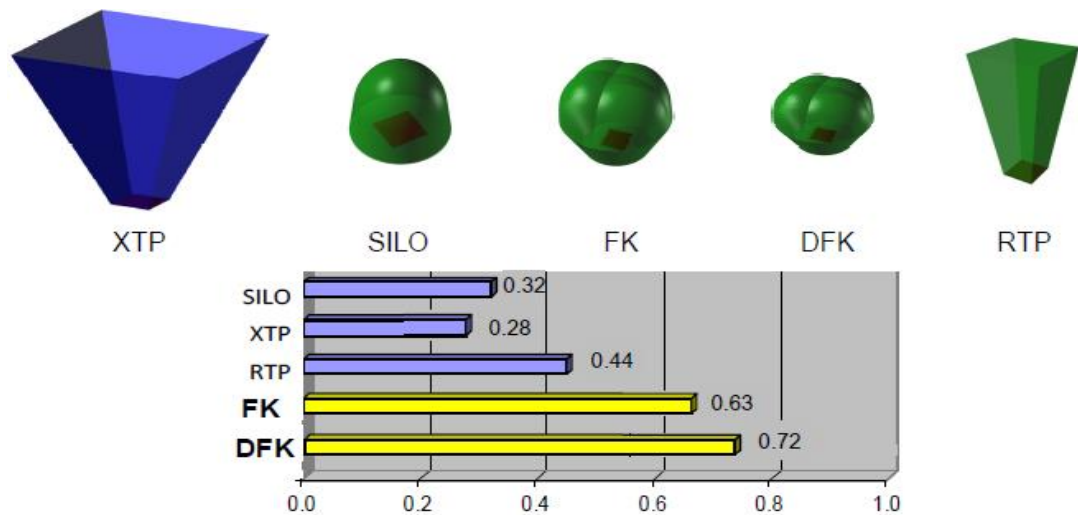 XTP SILO FK DFK RTP
SILO 0.32
XTP 0.28
RTP 0.44
FK 0.63
DFK 0.72
0.0 0.2 0.4 0.6 0.8 1.0